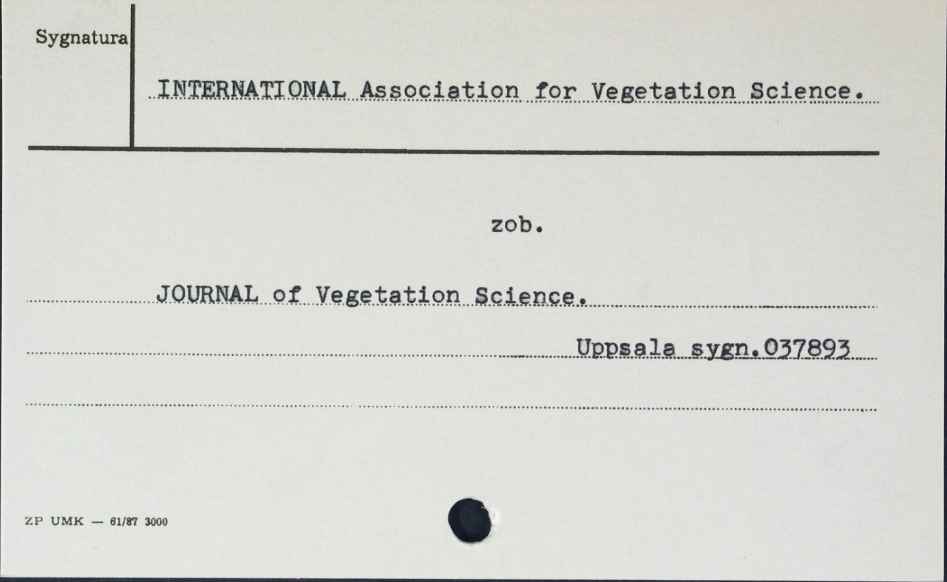 Sygnatura
INTERNATIONAL Association for Vegetation Science.
zob.
JOURNAL of Vegetation Science.
Uppsala sygn.037893
ZP UMK — 61/87 3000